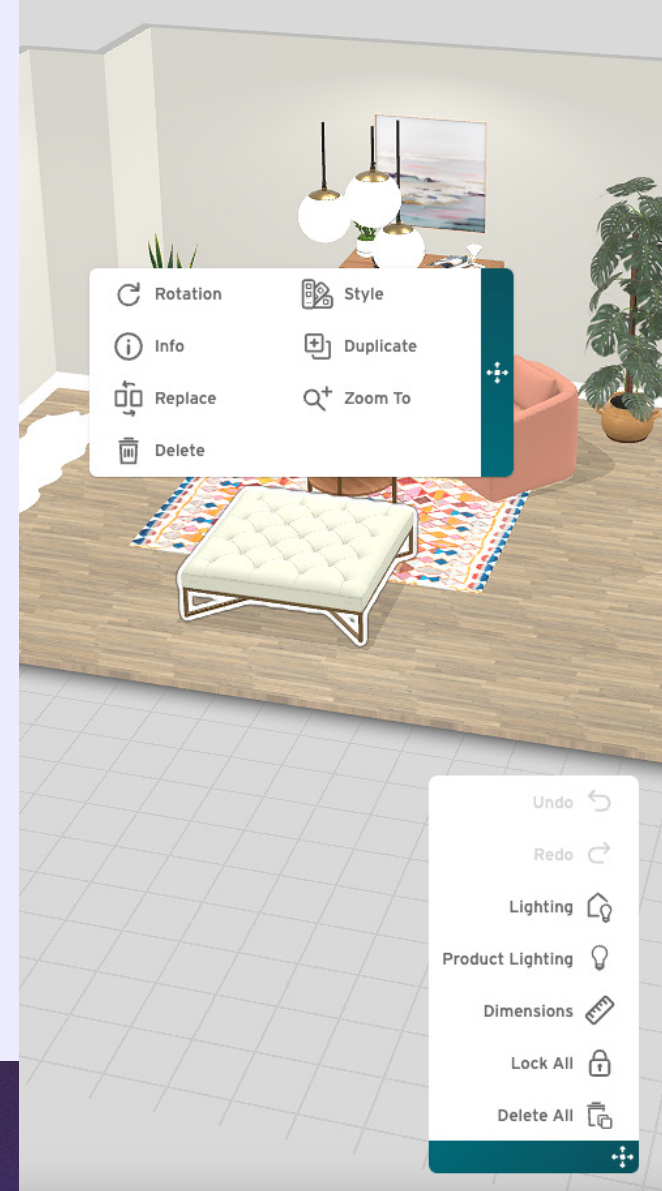 Rotation
Style
Info
Duplicate
Replace
Zoom To
Delete
Undo
Redo
Lighting
Product Lighting
Dimensions
Lock All
Delete All